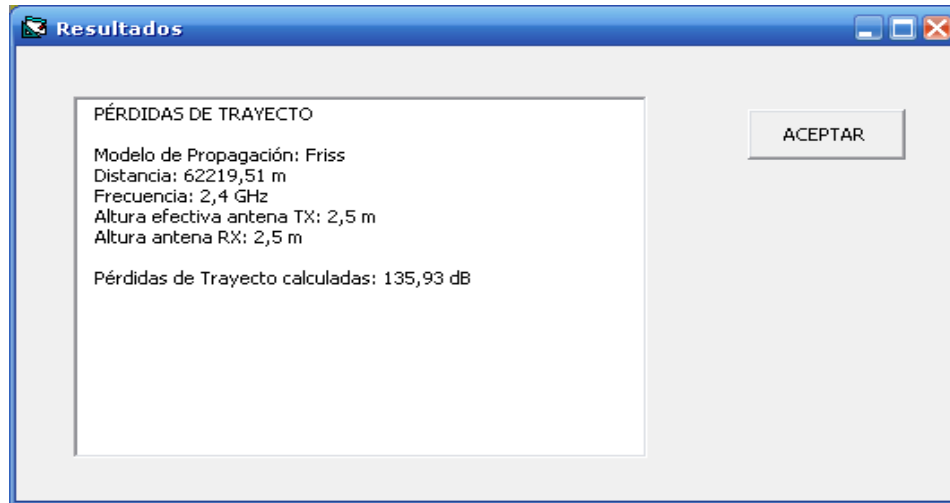 Resultados
PÉRDIDAS DE TRAYECTO
Modelo de Propagación: Friss
Distancia: 62219,51 m
Frecuencia: 2,4 GHz
Altura efectiva antena TX: 2,5 m
Altura antena RX: 2,5 m
Pérdidas de Trayecto calculadas: 135,93 dB
ACEPTAR